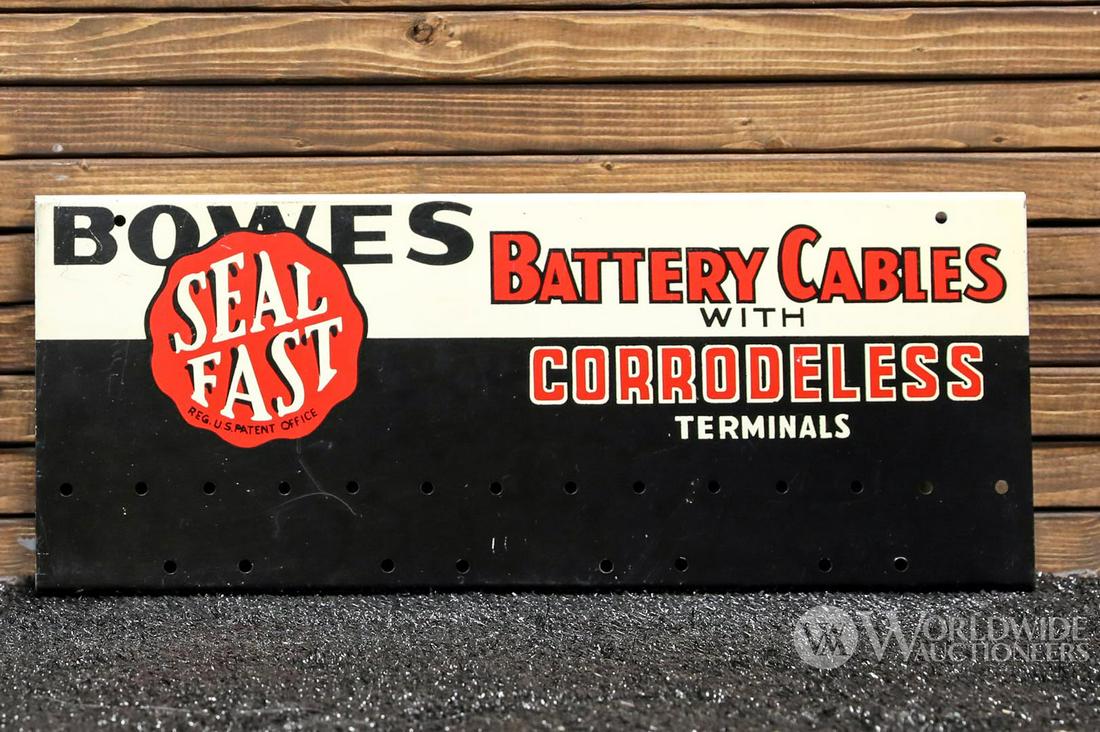 BOWES
SEAL
FAST
REG. U.S. PATENT OFFICE
BATTERY CABLES
WITH
CORRODELESS
TERMINALS
WORLDWIDE
AUCTIONEERS